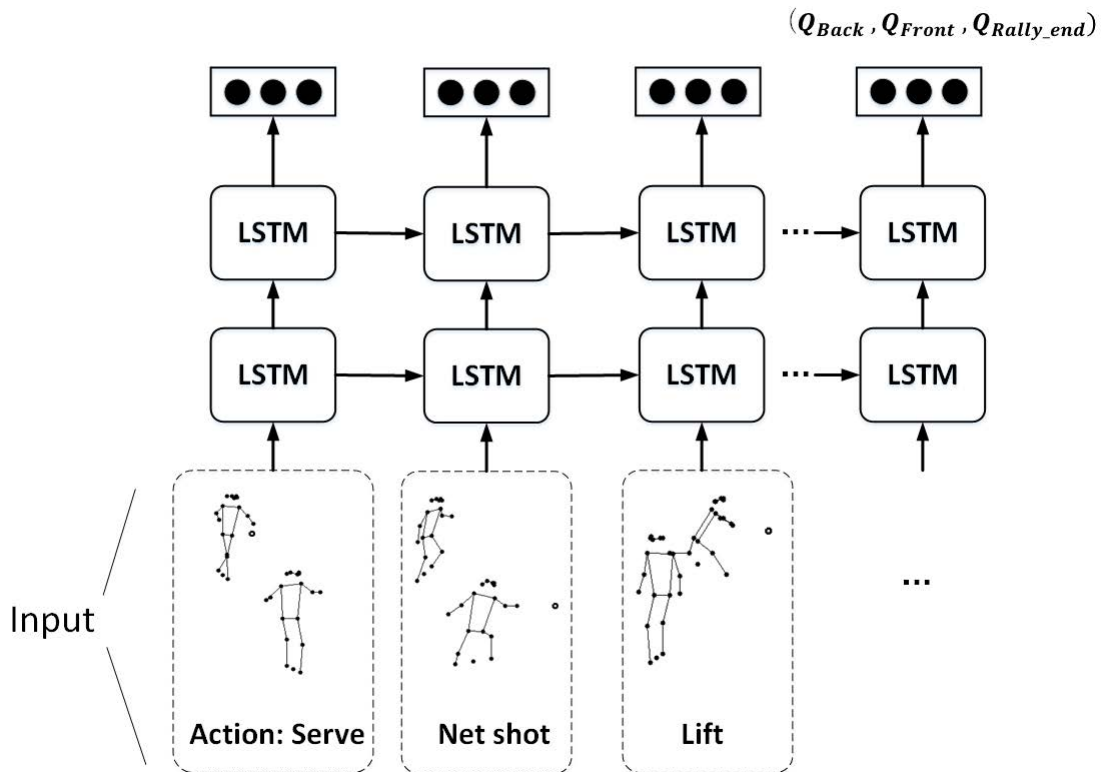 (Q_Back , Q_Front , Q_Rally_end)
LSTM LSTM LSTM ... LSTM
LSTM LSTM LSTM ... LSTM
...
Input
Action: Serve Net shot Lift